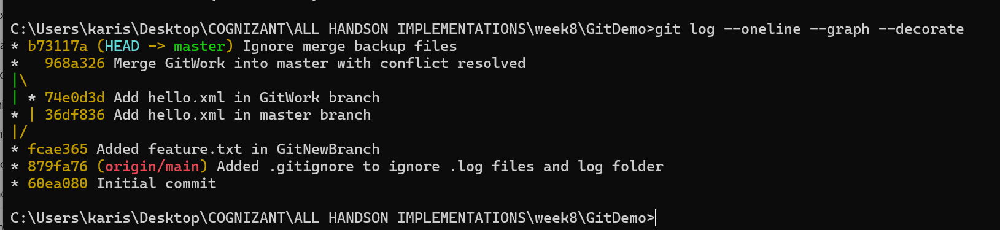 C:\Users\karis\Desktop\COGNIZANT\ALL HANDSON IMPLEMENTATIONS\week8\GitDemo>git log --oneline --graph --decorate
* b73117a (HEAD -> master) Ignore merge backup files
*   968a326 Merge GitWork into master with conflict resolved
|\
| * 74e0d3d Add hello.xml in GitWork branch
* | 36df836 Add hello.xml in master branch
|/
* fcae365 Added feature.txt in GitNewBranch
* 879fa76 (origin/main) Added .gitignore to ignore .log files and log folder
* 60ea080 Initial commit
C:\Users\karis\Desktop\COGNIZANT\ALL HANDSON IMPLEMENTATIONS\week8\GitDemo>